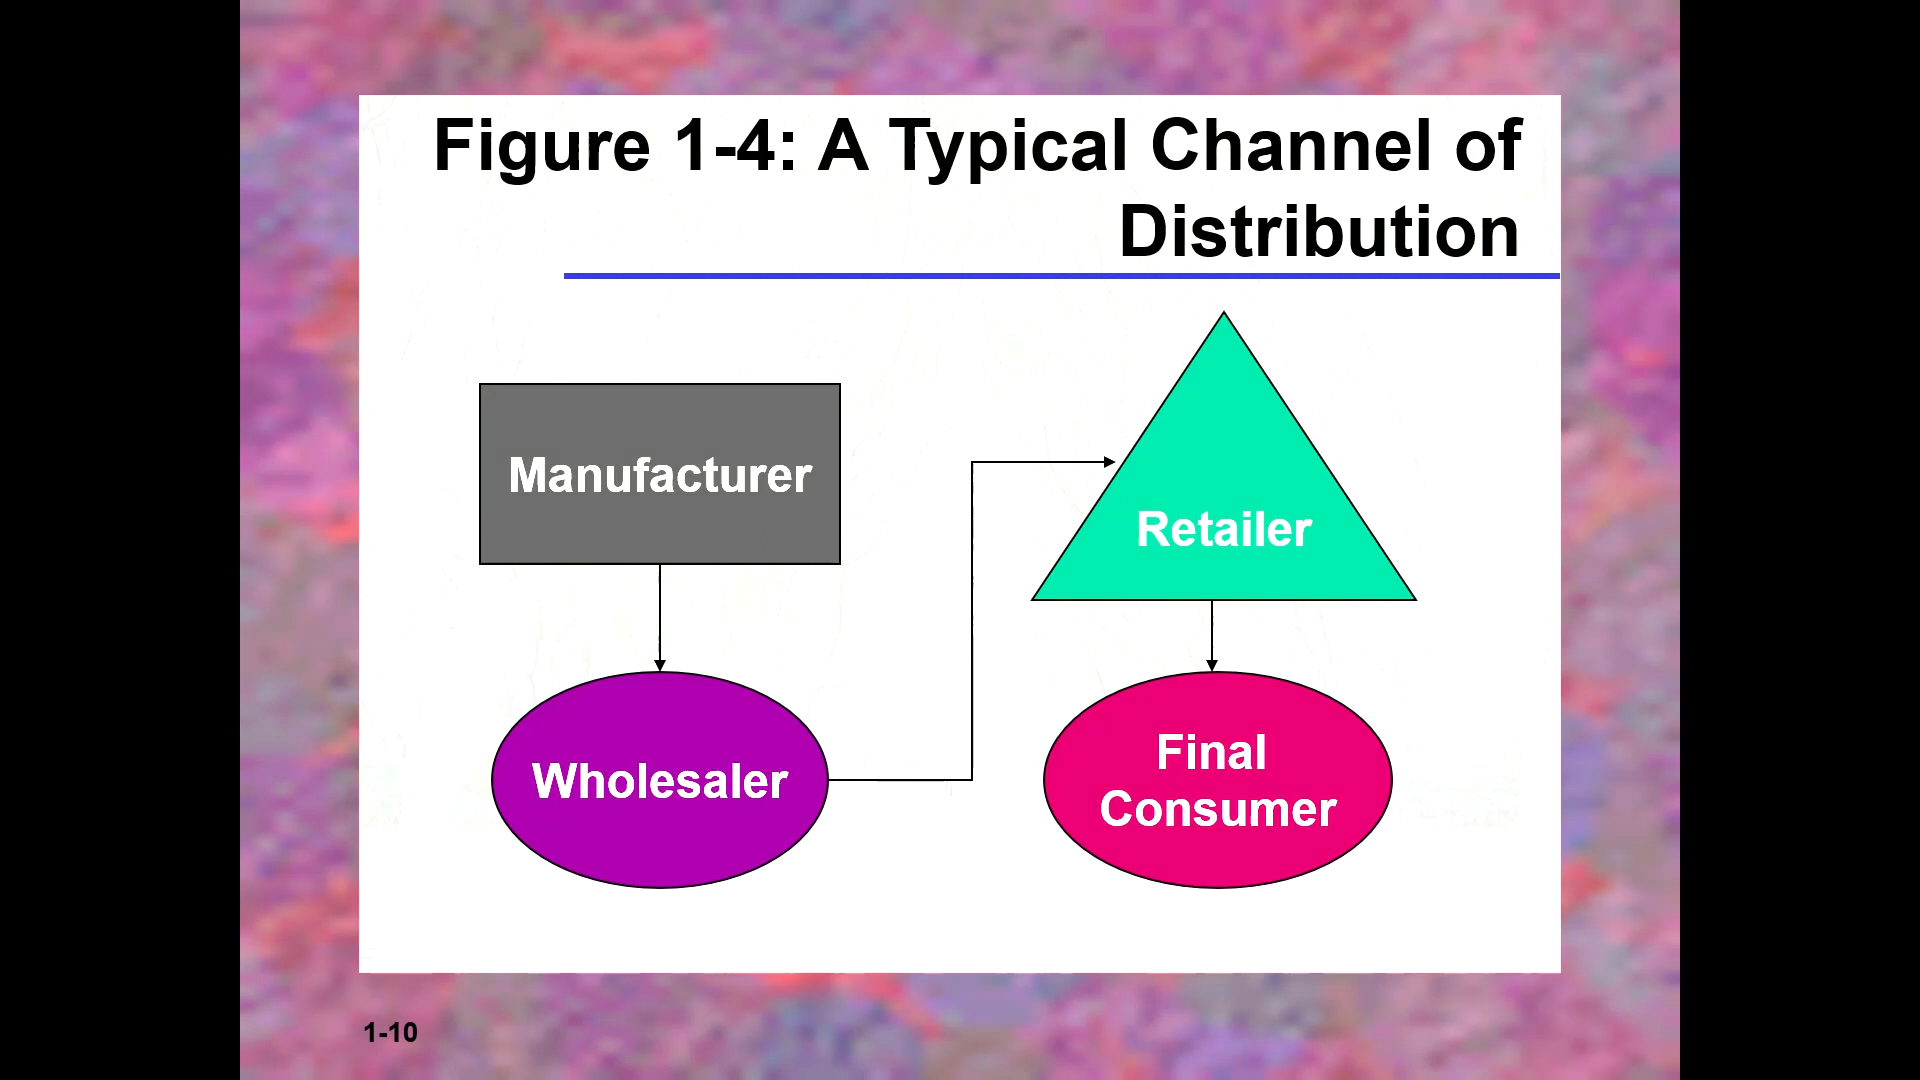 Figure 1-4: A Typical Channel of
Distribution
Manufacturer
Retailer
Wholesaler
Final
Consumer
1-10